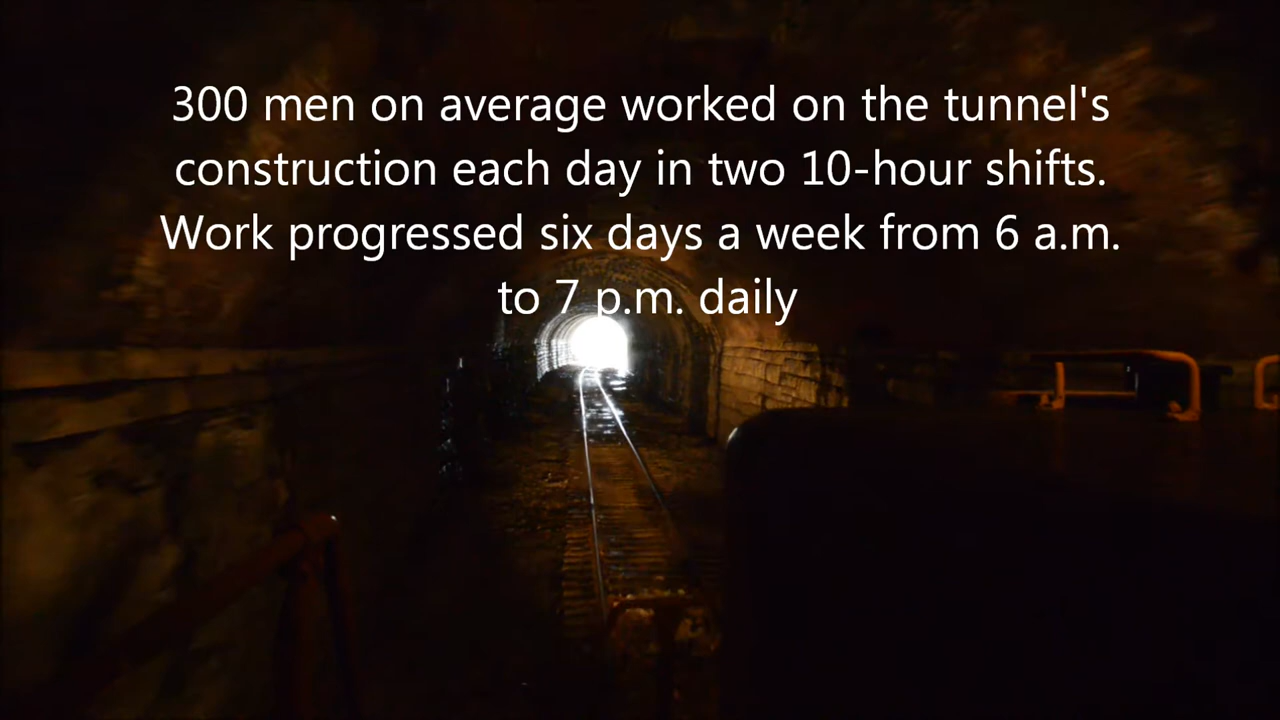 300 men on average worked on the tunnel's
construction each day in two 10-hour shifts.
Work progressed six days a week from 6 a.m.
to 7 p.m. daily